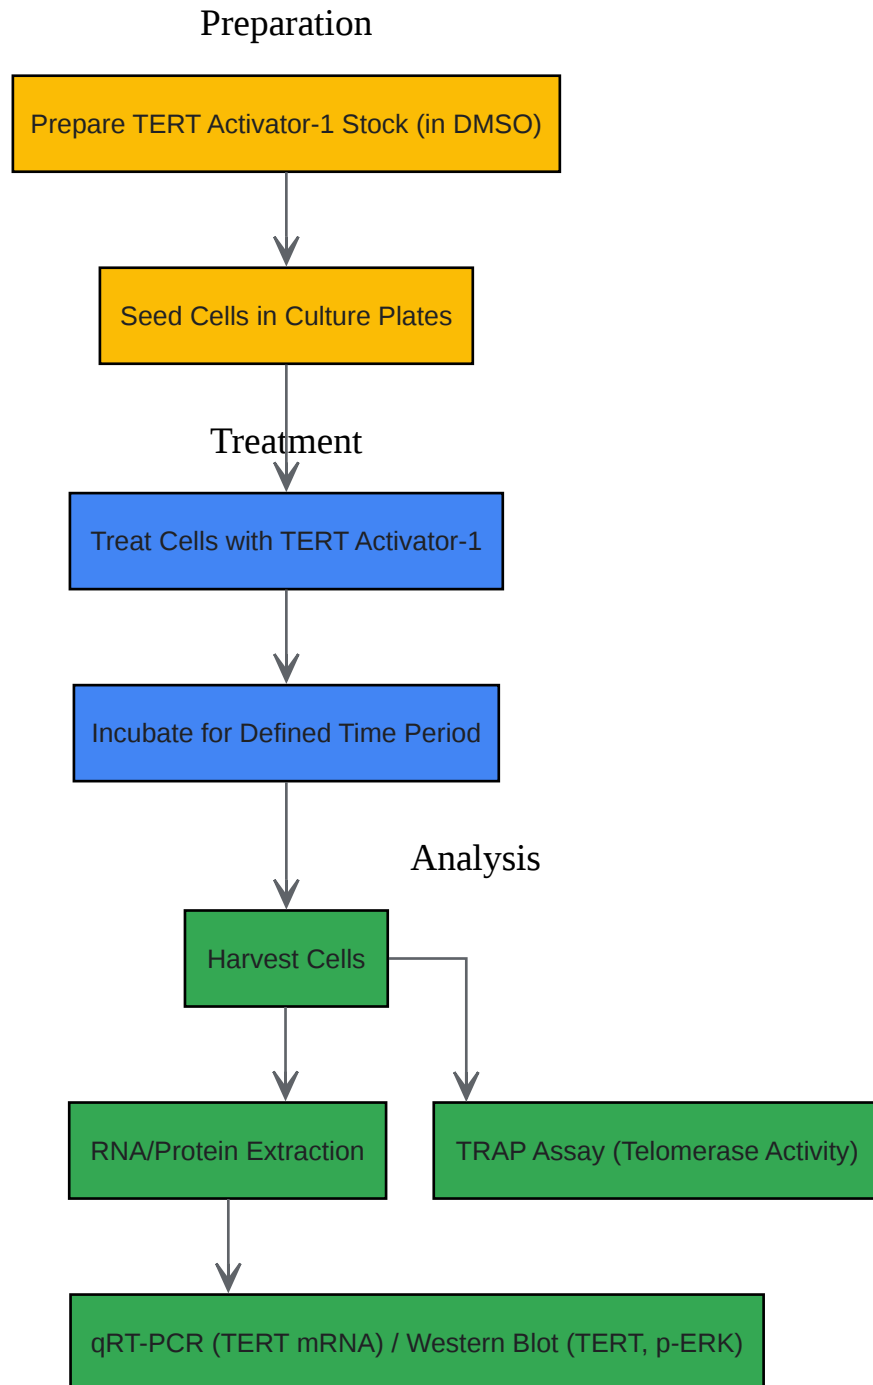 Preparation
Prepare TERT Activator-1 Stock (in DMSO)
Seed Cells in Culture Plates
Treatment
Treat Cells with TERT Activator-1
Incubate for Defined Time Period
Analysis
Harvest Cells
RNA/Protein Extraction
TRAP Assay (Telomerase Activity)
qRT-PCR (TERT mRNA) / Western Blot (TERT, p-ERK)